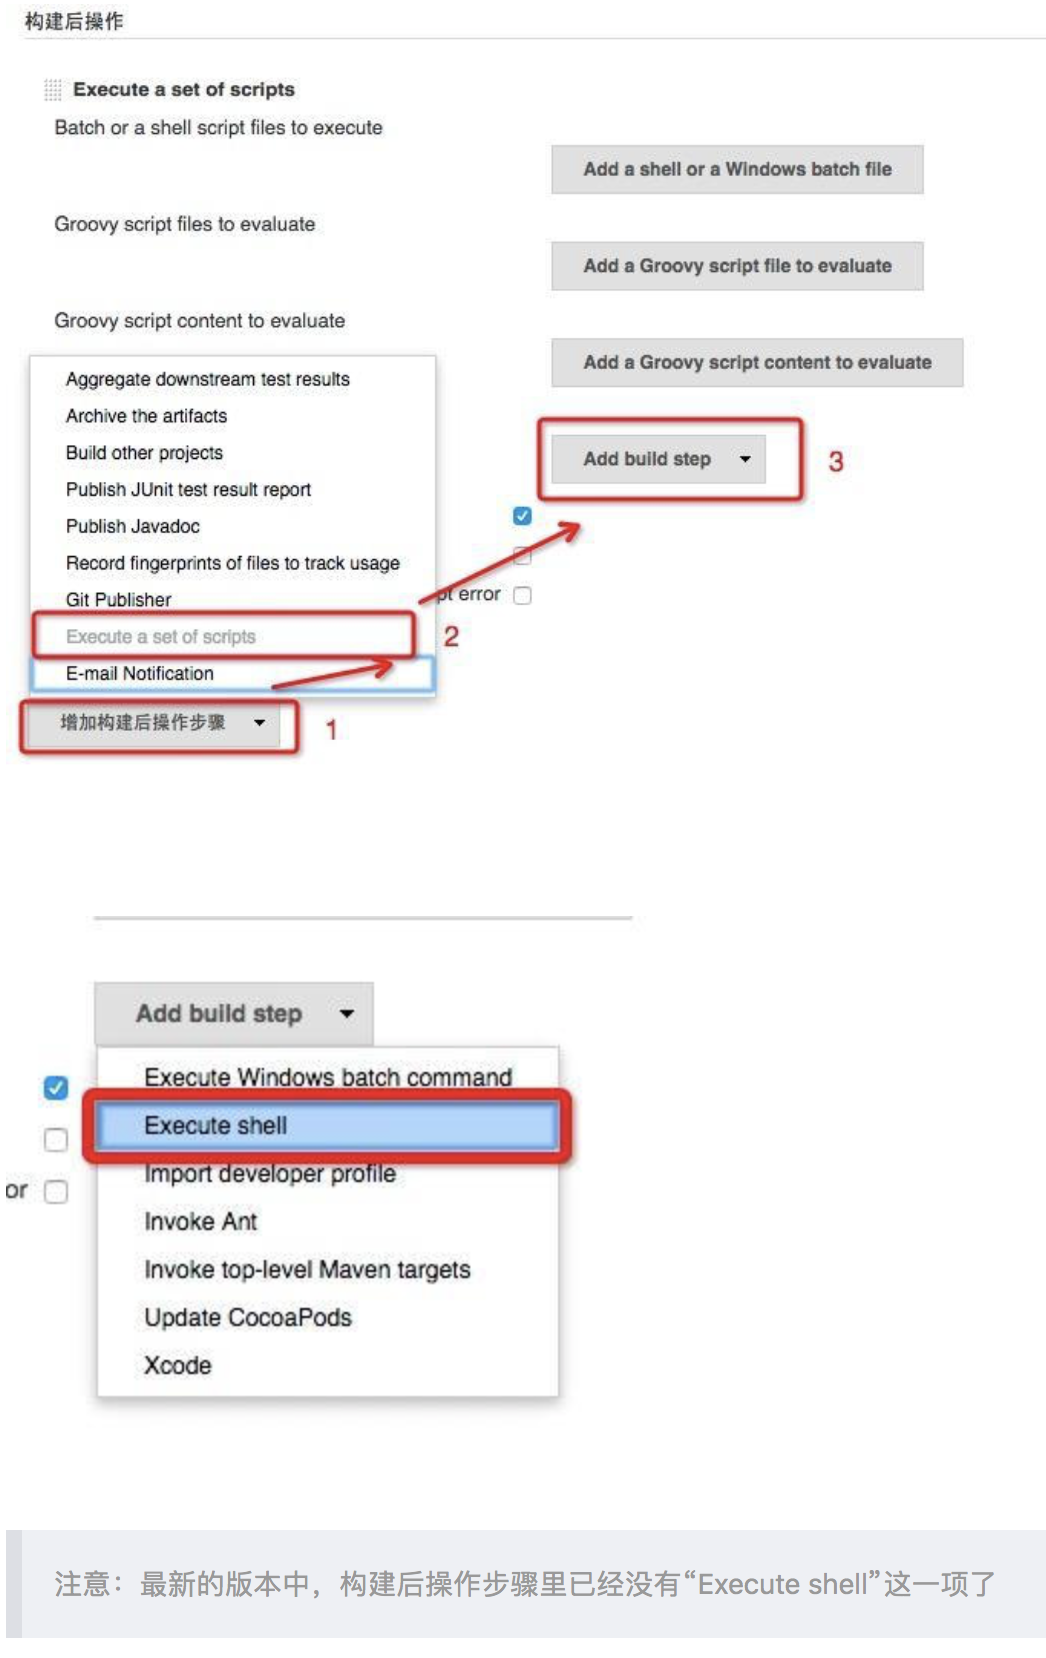 构建后操作
Execute a set of scripts
Batch or a shell script files to execute
Add a shell or a Windows batch file
Groovy script files to evaluate
Add a Groovy script file to evaluate
Groovy script content to evaluate
Add a Groovy script content to evaluate
Aggregate downstream test results
Archive the artifacts
Build other projects
Publish JUnit test result report
Publish Javadoc
Record fingerprints of files to track usage
Git Publisher
Execute a set of scripts
E-mail Notification
增加构建后操作步骤
1
2
Add build step
3
pt error
Add build step
Execute Windows batch command
Execute shell
Import developer profile
Invoke Ant
Invoke top-level Maven targets
Update CocoaPods
Xcode
or
注意：最新的版本中，构建后操作步骤里已经没有“Execute shell”这一项了